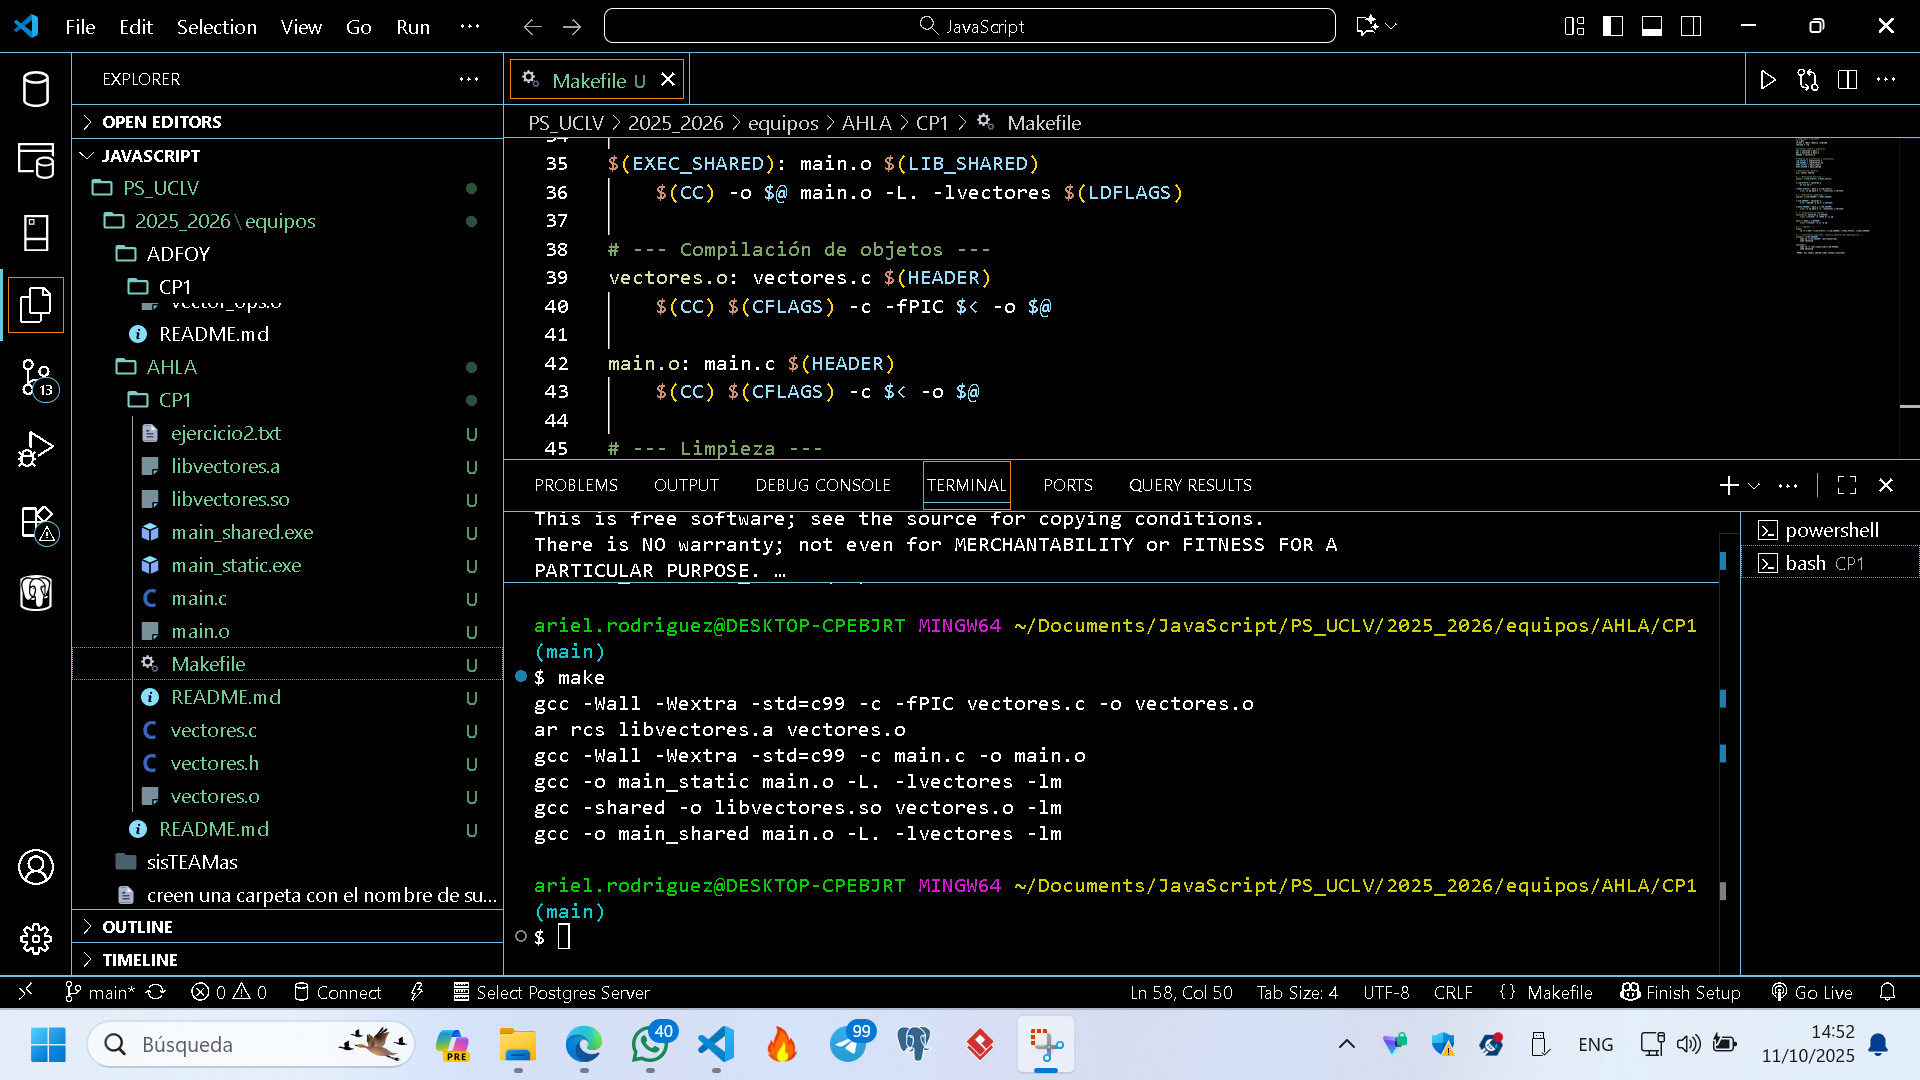 File Edit Selection View Go Run ···
JavaScript
EXPLORER
OPEN EDITORS
JAVASCRIPT
PS_UCLV
2025_2026\equipos
ADFOY
CP1
vector_ops.o
README.md
AHLA
CP1
ejercicio2.txt U
libvectores.a U
libvectores.so U
main_shared.exe U
main_static.exe U
main.c U
main.o U
Makefile U
README.md U
vectores.c U
vectores.h U
vectores.o U
README.md U
sisTEAMas
creen una carpeta con el nombre de su...
OUTLINE
TIMELINE
13
Makefile U
PS_UCLV > 2025_2026 > equipos > AHLA > CP1 > Makefile
34
35 $(EXEC_SHARED): main.o $(LIB_SHARED)
36 $(CC) -o $@ main.o -L. -lvectores $(LDFLAGS)
37
38 # --- Compilación de objetos ---
39 vectores.o: vectores.c $(HEADER)
40 $(CC) $(CFLAGS) -c -fPIC $< -o $@
41
42 main.o: main.c $(HEADER)
43 $(CC) $(CFLAGS) -c $< -o $@
44
45 # --- Limpieza ---
PROBLEMS OUTPUT DEBUG CONSOLE TERMINAL PORTS QUERY RESULTS
This is free software; see the source for copying conditions.
There is NO warranty; not even for MERCHANTABILITY or FITNESS FOR A
PARTICULAR PURPOSE. …
ariel.rodriguez@DESKTOP-CPEBJRT MINGW64 ~/Documents/JavaScript/PS_UCLV/2025_2026/equipos/AHLA/CP1
(main)
$ make
gcc -Wall -Wextra -std=c99 -c -fPIC vectores.c -o vectores.o
ar rcs libvectores.a vectores.o
gcc -Wall -Wextra -std=c99 -c main.c -o main.o
gcc -o main_static main.o -L. -lvectores -lm
gcc -shared -o libvectores.so vectores.o -lm
gcc -o main_shared main.o -L. -lvectores -lm
ariel.rodriguez@DESKTOP-CPEBJRT MINGW64 ~/Documents/JavaScript/PS_UCLV/2025_2026/equipos/AHLA/CP1
(main)
$
powershell
bash CP1
main* 0 0 Connect Select Postgres Server Ln 58, Col 50 Tab Size: 4 UTF-8 CRLF {} Makefile Finish Setup Go Live
Búsqueda
PRE
40
99
ENG
14:52
11/10/2025